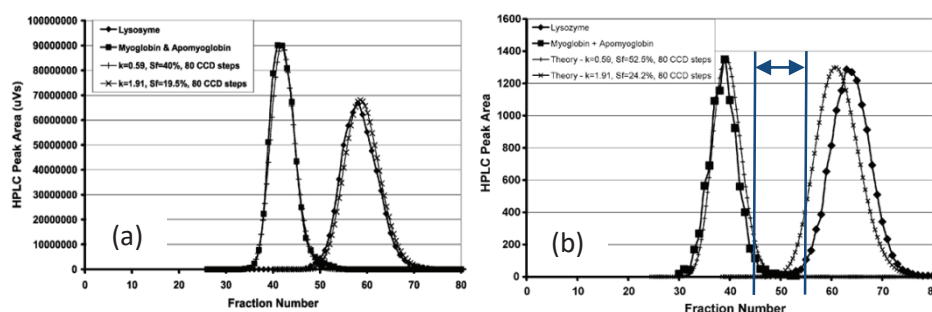 100000000
90000000
80000000
70000000
60000000
50000000
40000000
30000000
20000000
10000000
0
HPLC Peak Area (uVs)
Lysosyme
Myoglobin & Apomyoglobin
k=0.59, Sf=40%, 80 CCD steps
k=1.91, Sf=19.5%, 80 CCD steps
(a)
20 30 40 50 60 70 80
Fraction Number
1600
1400
1200
1000
800
600
400
200
0
HPLC Peak Area
Lysozyme
Myoglobin + Apomyoglobin
Theory - k=0.59, Sf=52.5%, 80 CCD steps
Theory - k=1.91, Sf=24.2%, 80 CCD steps
(b)
20 30 40 50 60 70 80
Fraction Number